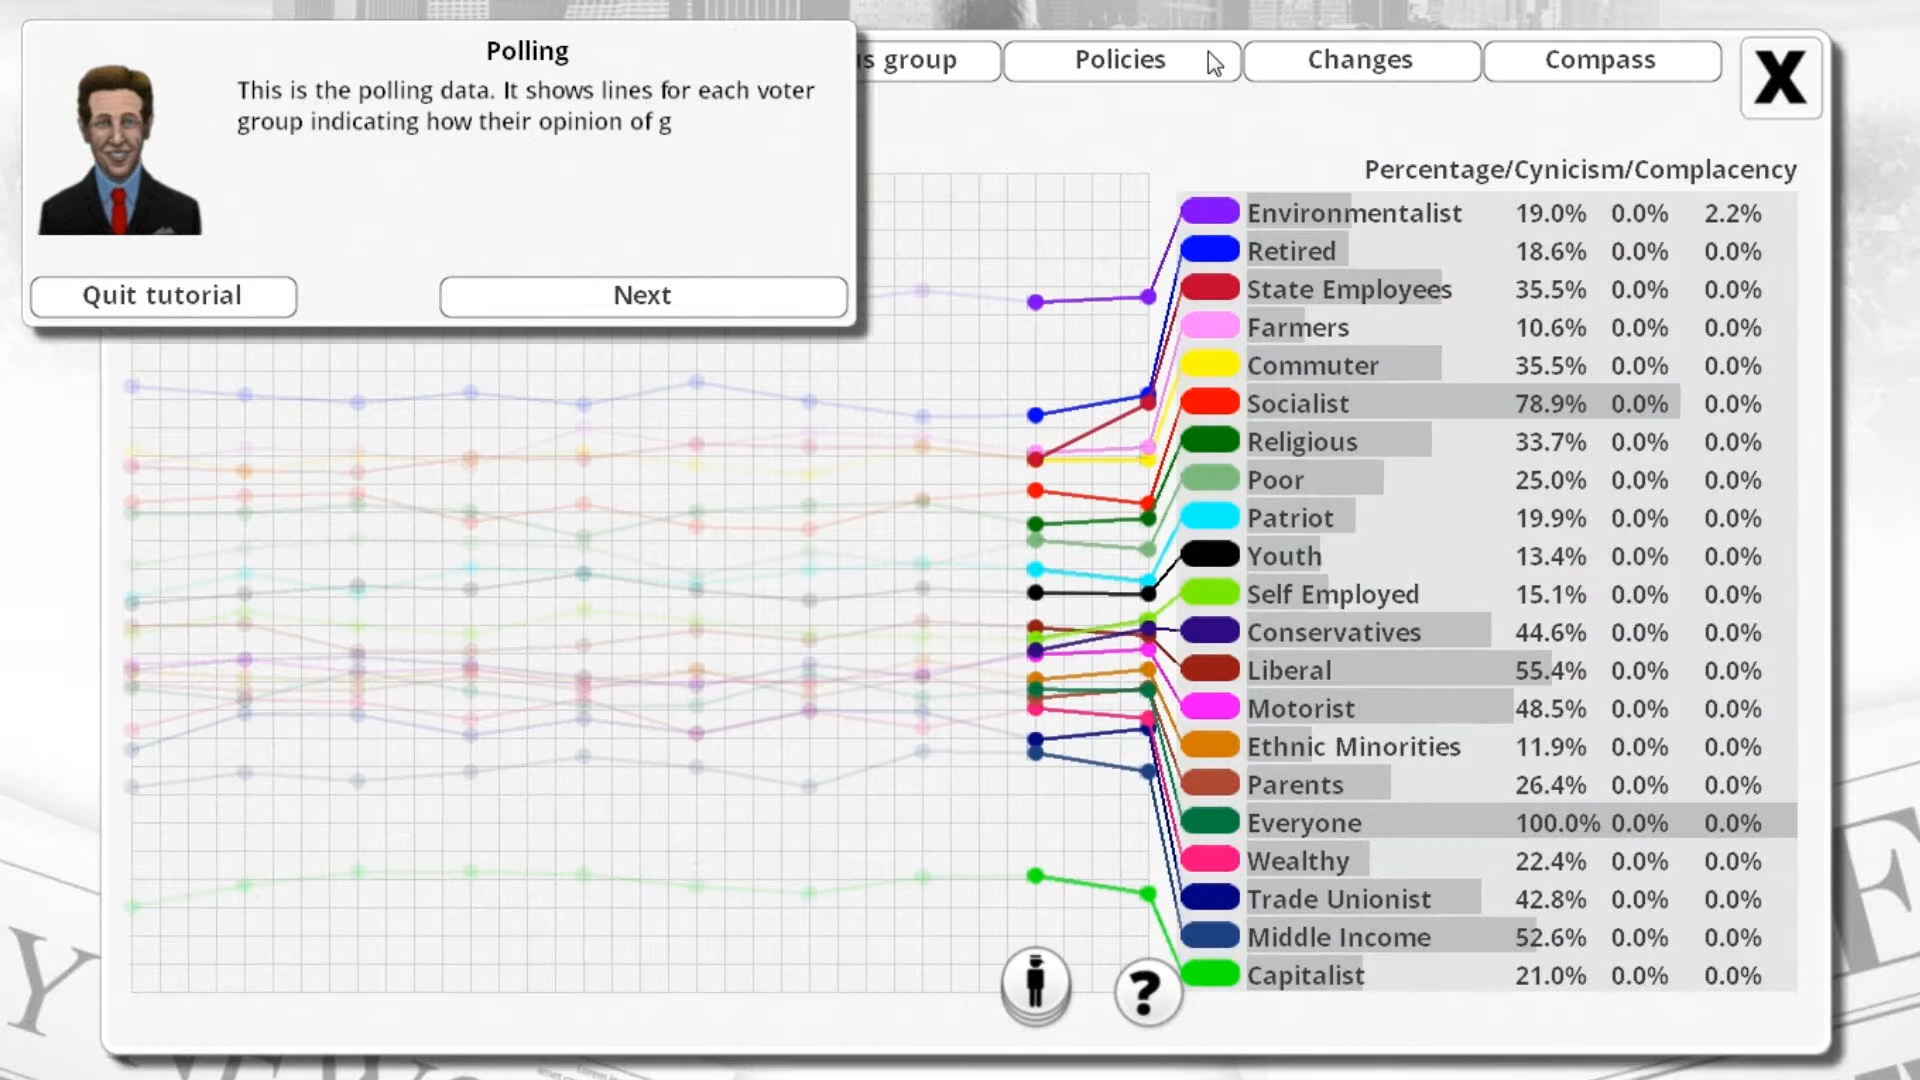 Polling
This is the polling data. It shows lines for each voter
group indicating how their opinion of g
Quit tutorial
Next
s group
Policies
Changes
Compass
X
Percentage/Cynicism/Complacency
Environmentalist 19.0% 0.0% 2.2%
Retired 18.6% 0.0% 0.0%
State Employees 35.5% 0.0% 0.0%
Farmers 10.6% 0.0% 0.0%
Commuter 35.5% 0.0% 0.0%
Socialist 78.9% 0.0% 0.0%
Religious 33.7% 0.0% 0.0%
Poor 25.0% 0.0% 0.0%
Patriot 19.9% 0.0% 0.0%
Youth 13.4% 0.0% 0.0%
Self Employed 15.1% 0.0% 0.0%
Conservatives 44.6% 0.0% 0.0%
Liberal 55.4% 0.0% 0.0%
Motorist 48.5% 0.0% 0.0%
Ethnic Minorities 11.9% 0.0% 0.0%
Parents 26.4% 0.0% 0.0%
Everyone 100.0% 0.0% 0.0%
Wealthy 22.4% 0.0% 0.0%
Trade Unionist 42.8% 0.0% 0.0%
Middle Income 52.6% 0.0% 0.0%
Capitalist 21.0% 0.0% 0.0%
?